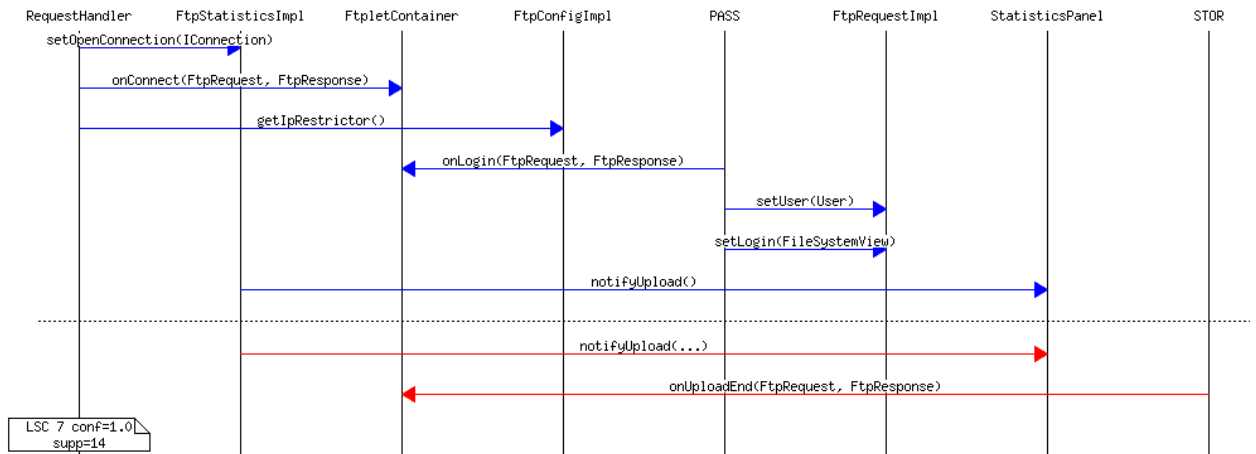 RequestHandler FtpStatisticsImpl FtpletContainer FtpConfigImpl PASS FtpRequestImpl StatisticsPanel STOR
setOpenConnection(IConnection)
onConnect(FtpRequest, FtpResponse)
getIpRestrictor()
onLogin(FtpRequest, FtpResponse)
setUser(User)
setLogin(FileSystemView)
notifyUpload()
notifyUpload(...)
onUploadEnd(FtpRequest, FtpResponse)
LSC 7 conf=1.0
supp=14